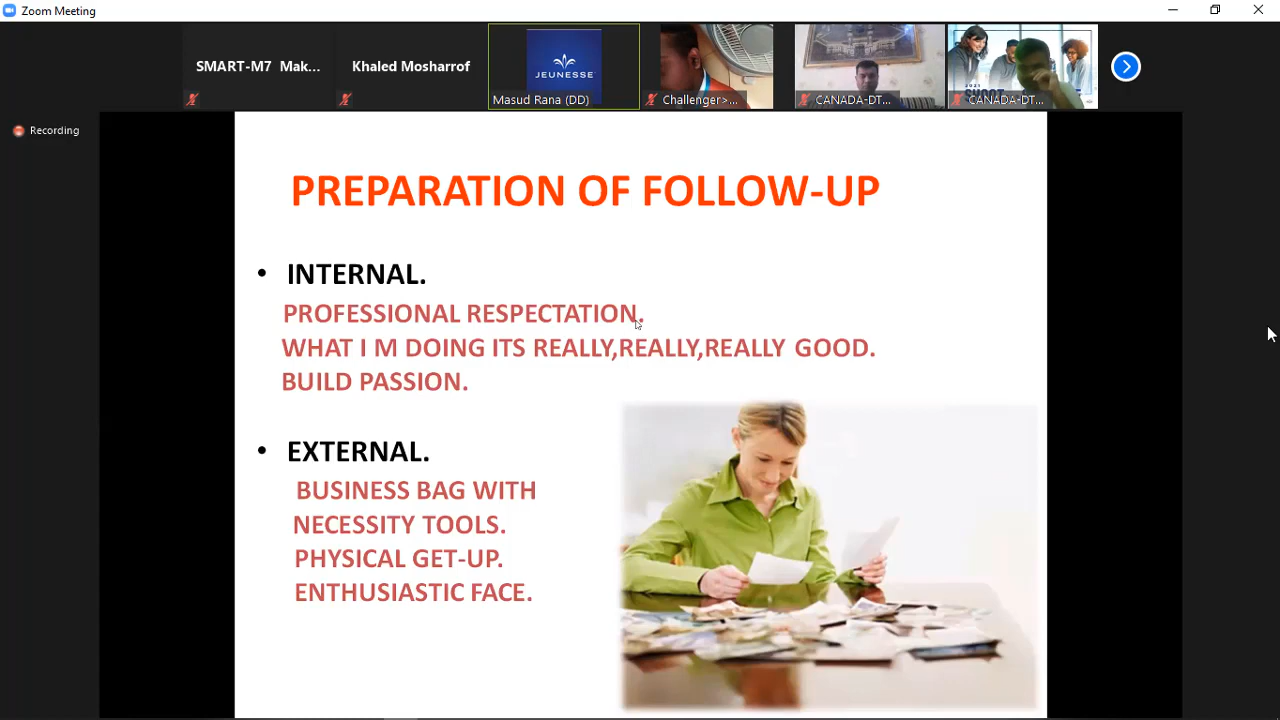 Zoom Meeting
SMART-M7 Mak...
Khaled Mosharrof
JEUNESSE
Masud Rana (DD)
Challenger>...
CANADA-DT...
2021
CANADA-DT...
Recording
PREPARATION OF FOLLOW-UP
• INTERNAL.
PROFESSIONAL RESPECTATION.
WHAT I M DOING ITS REALLY,REALLY,REALLY GOOD.
BUILD PASSION.
• EXTERNAL.
BUSINESS BAG WITH
NECESSITY TOOLS.
PHYSICAL GET-UP.
ENTHUSIASTIC FACE.